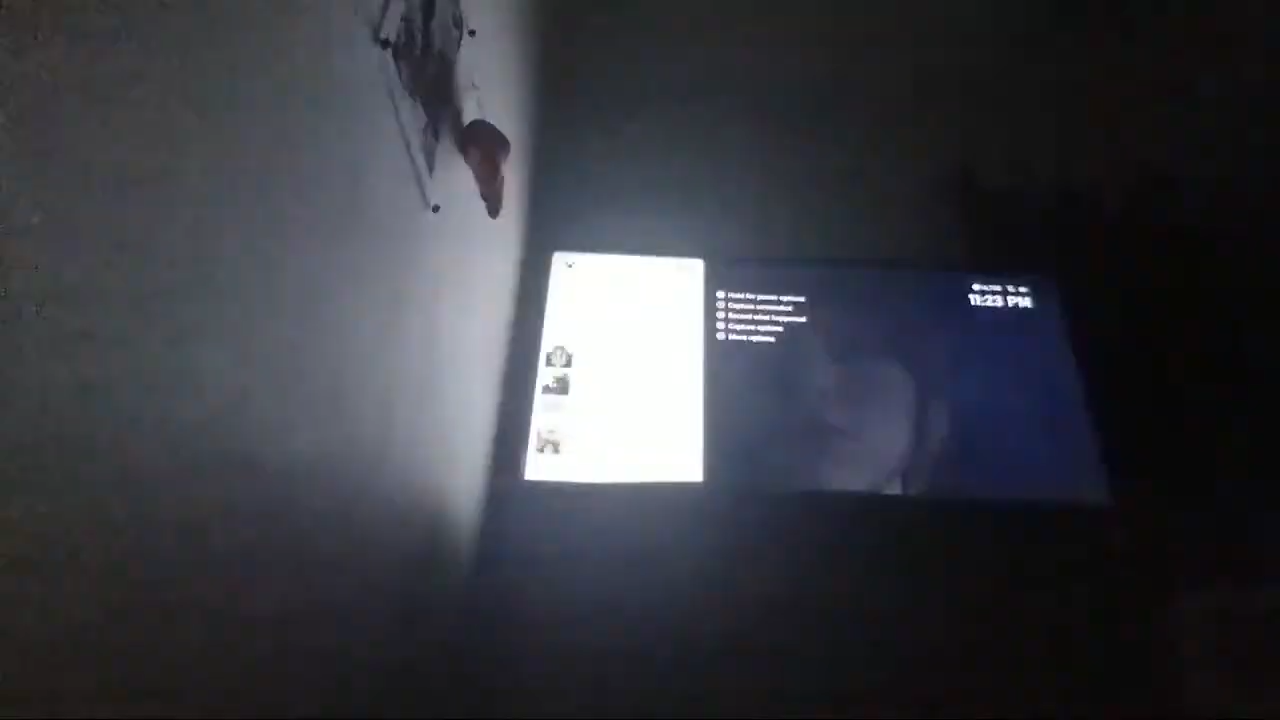 Hold for power options
Capture screenshot
Record what happened
Capture options
More options
11:23 PM